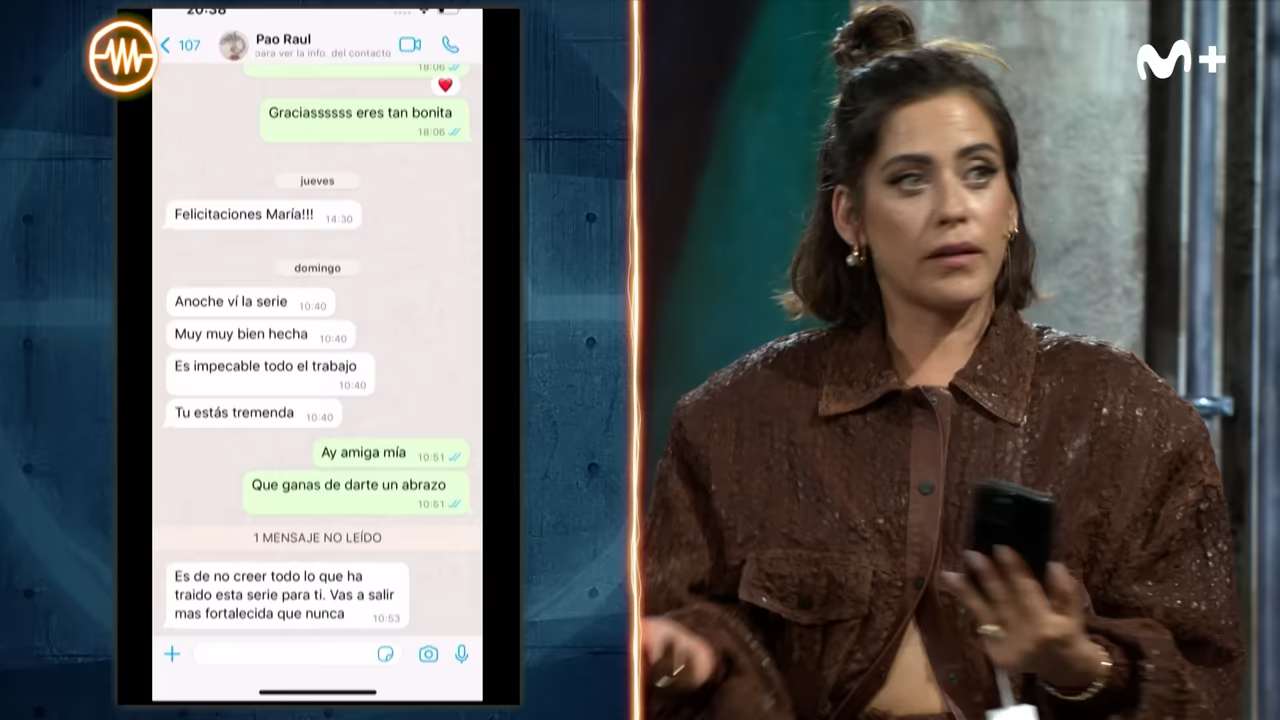 20:38
107
Pao Raul
para ver la info. del contacto
18:06
Graciassssss eres tan bonita
18:06
jueves
Felicitaciones María!!!
14:30
domingo
Anoche ví la serie
10:40
Muy muy bien hecha
10:40
Es impecable todo el trabajo
10:40
Tu estás tremenda
10:40
Ay amiga mía
10:51
Que ganas de darte un abrazo
10:51
1 MENSAJE NO LEÍDO
Es de no creer todo lo que ha
traido esta serie para ti. Vas a salir
mas fortalecida que nunca
10:53
M+